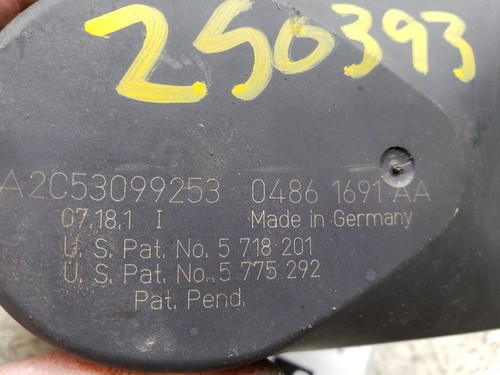 250393
A2C53099253 0486 1691 AA
07.18.1 I Made in Germany
U. S. Pat. No. 5 718 201
U. S. Pat. No. 5 775 292
Pat. Pend.